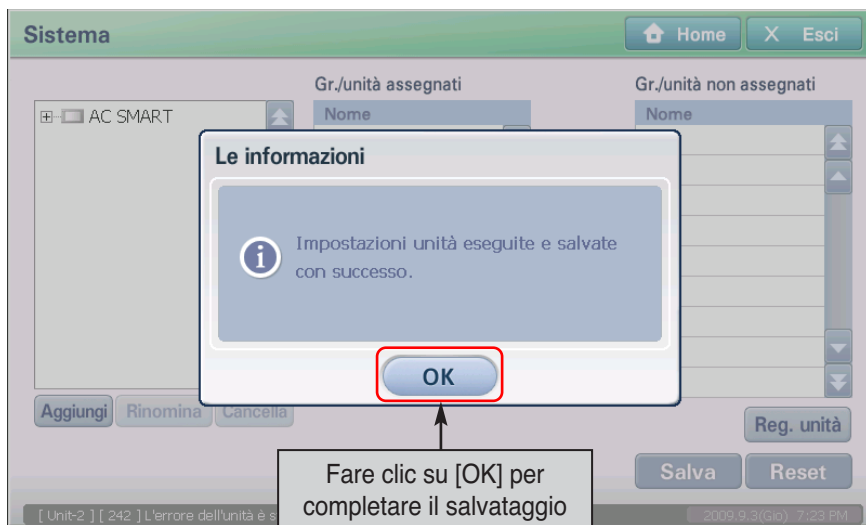 Sistema
Home
X Esci
Gr./unità assegnati
Gr./unità non assegnati
AC SMART
Nome
Nome
Le informazioni
Impostazioni unità eseguite e salvate
con successo.
OK
Aggiungi
Rinomina
Cancella
Reg. unità
Fare clic su [OK] per
completare il salvataggio
Salva
Reset
[ Unit-2 ] [ 242 ] L'errore dell'unità è
2009.9.3(Gio) 7:23 PM